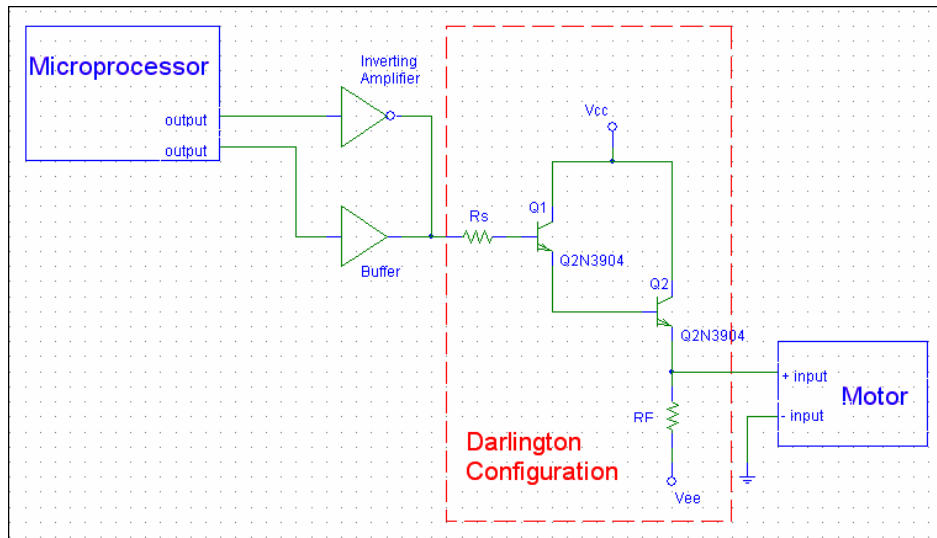 Microprocessor
output
output
Inverting
Amplifier
Buffer
Rs
Vcc
Q1
Q2N3904
Q2
Q2N3904
RF
Vee
Darlington
Configuration
+ input
- input
Motor